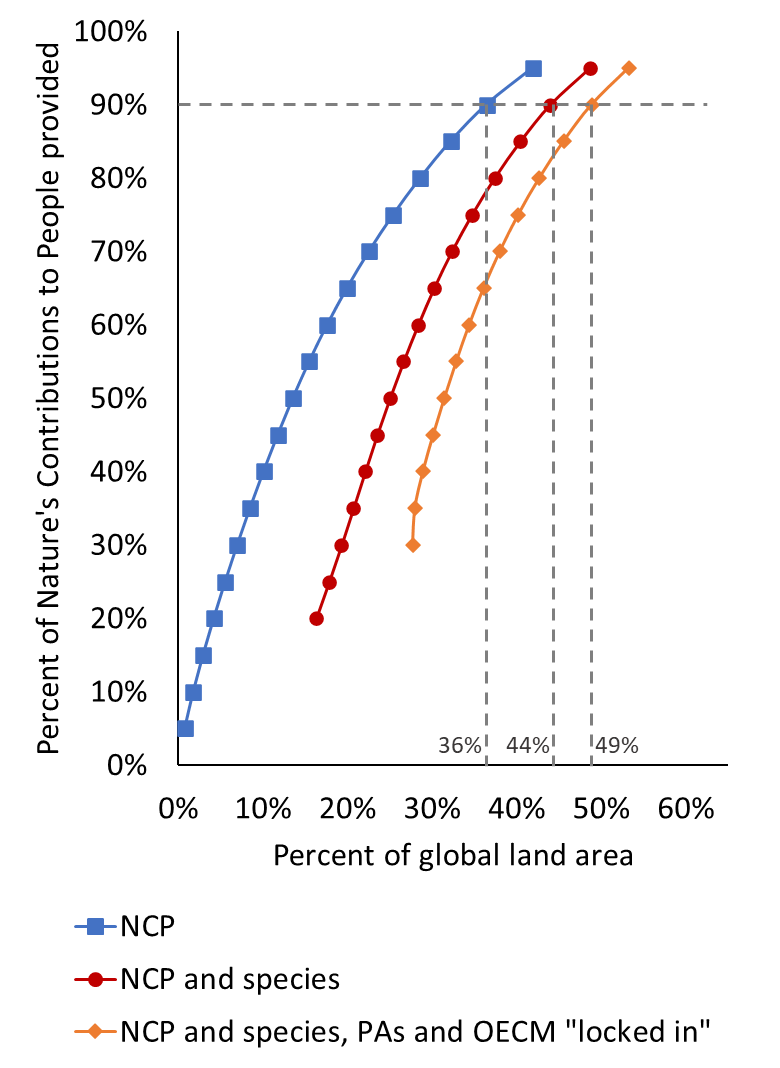 Percent of Nature's Contributions to People provided
100%
90%
80%
70%
60%
50%
40%
30%
20%
10%
0%
36% 44% 49%
0% 10% 20% 30% 40% 50% 60%
Percent of global land area
NCP
NCP and species
NCP and species, PAs and OECM "locked in"